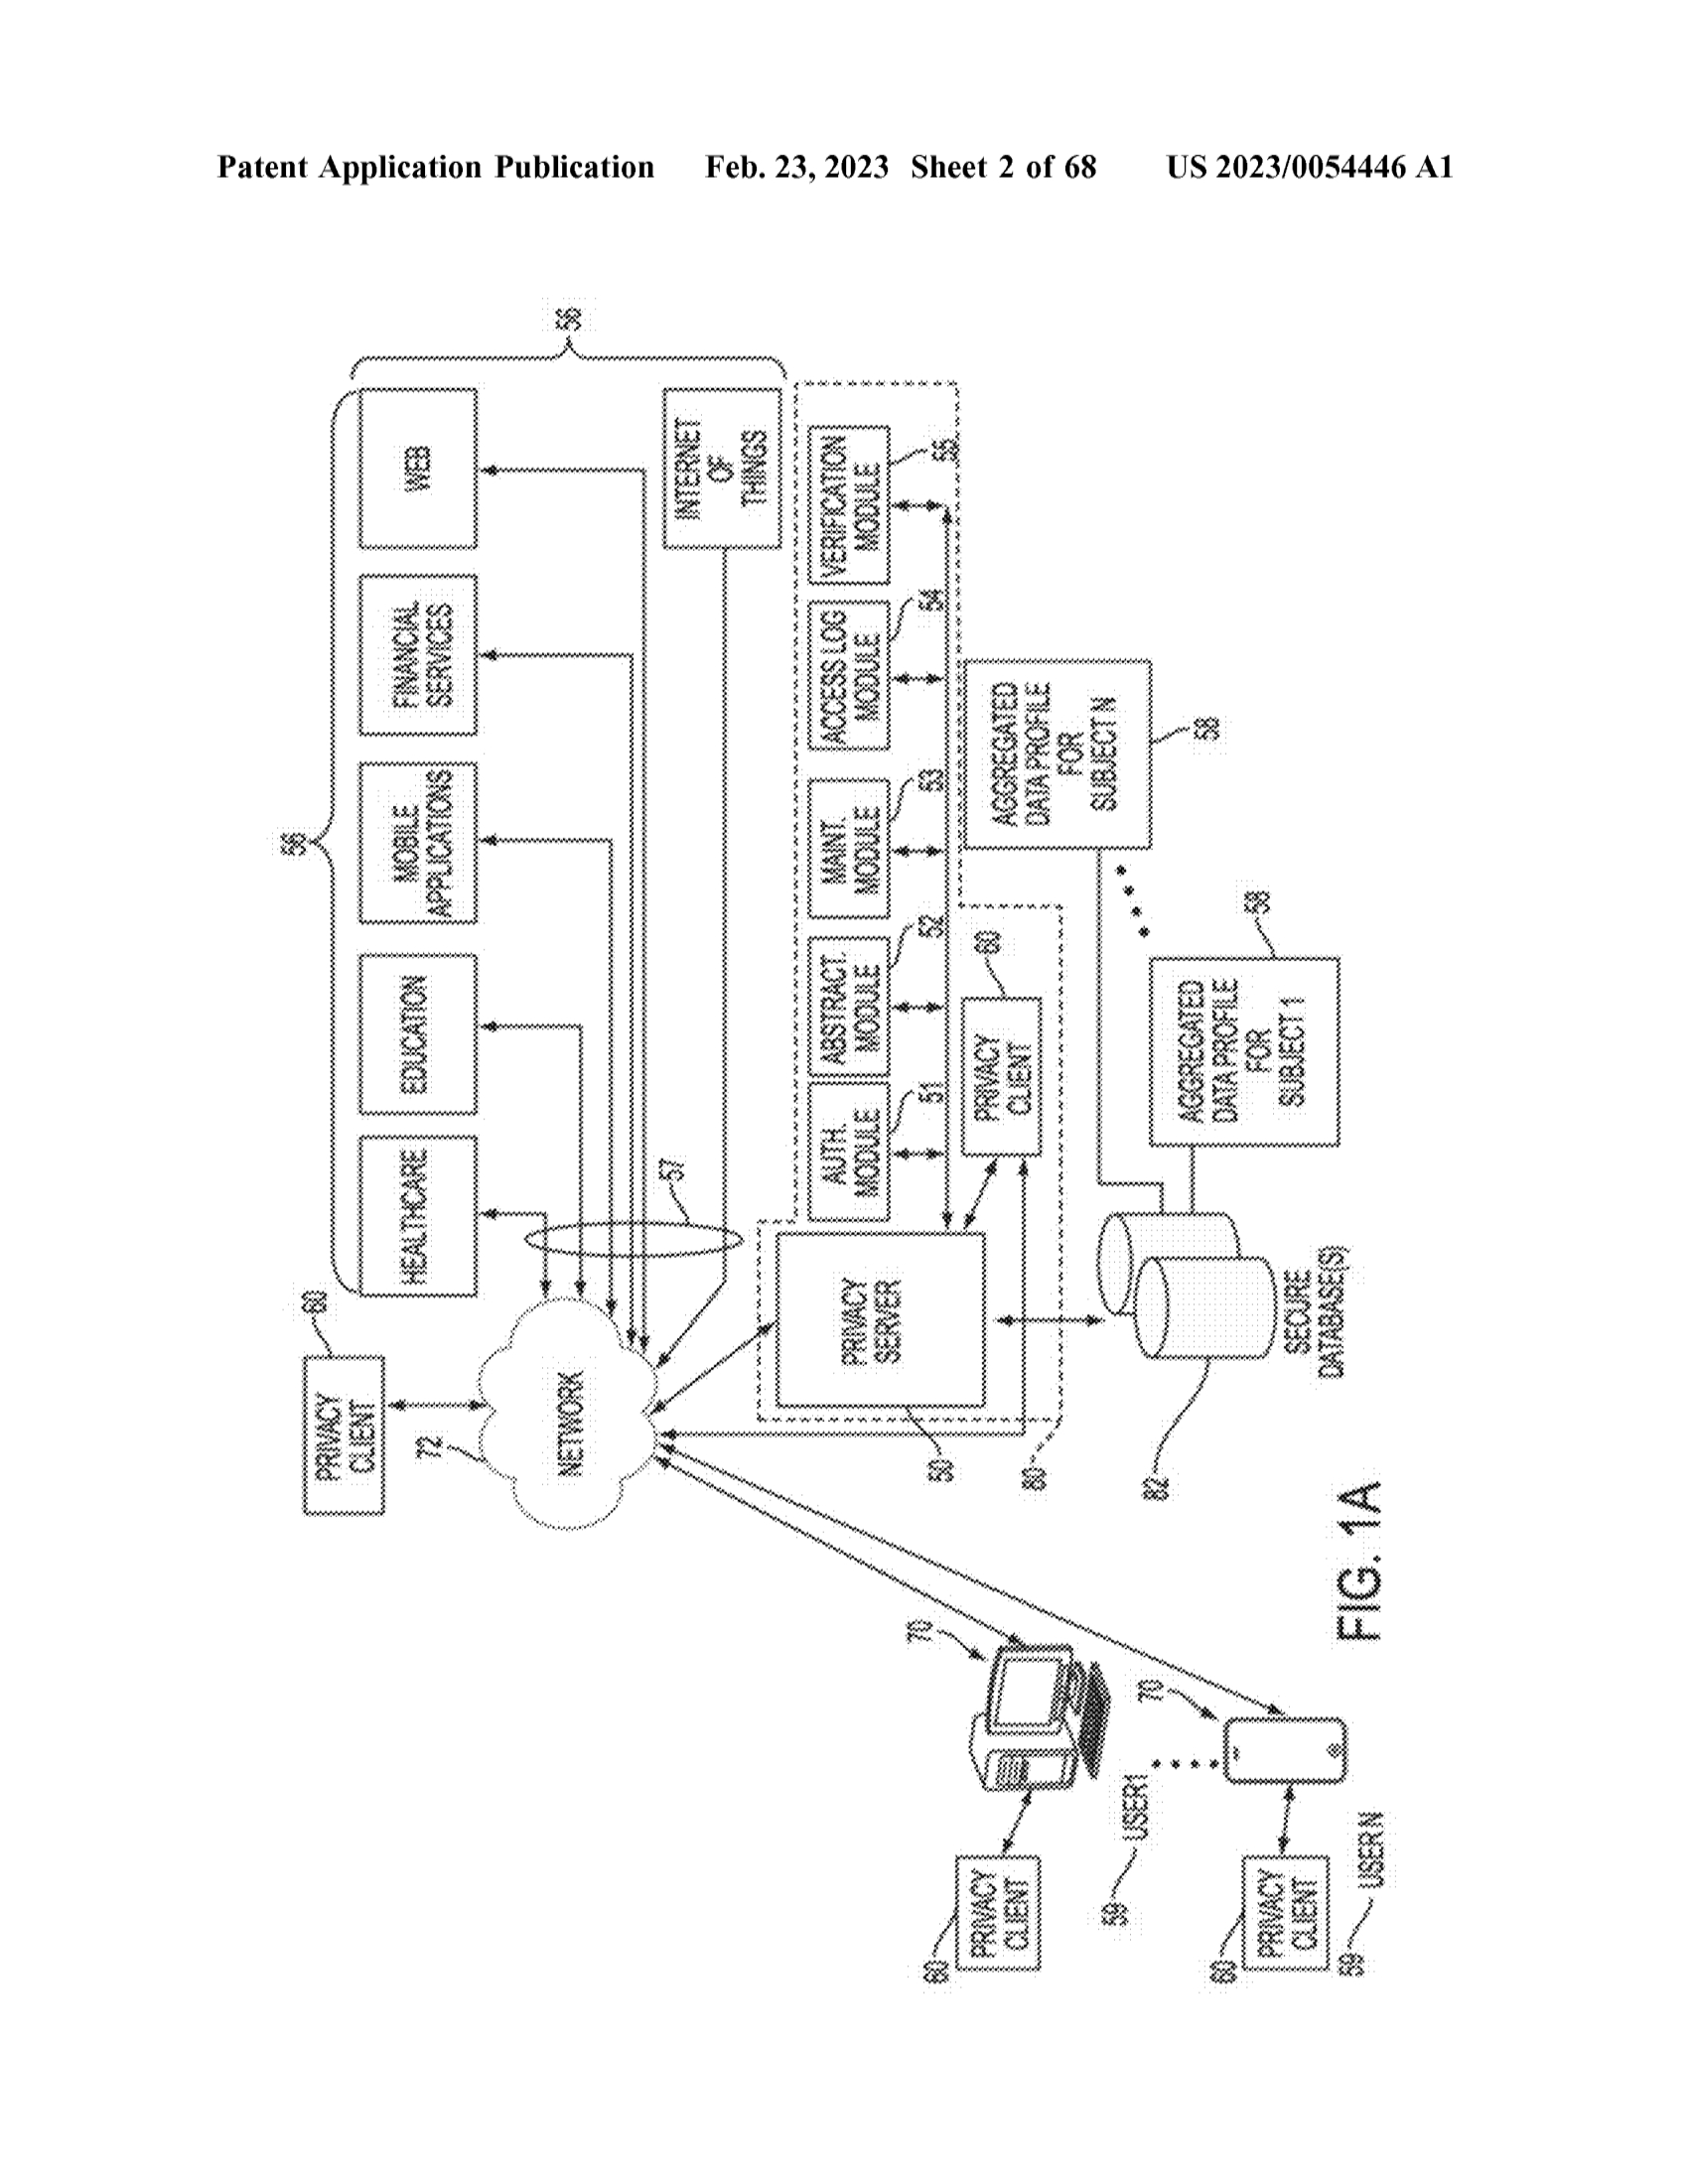 Patent Application Publication Feb. 23, 2023 Sheet 2 of 68 US 2023/0054446 A1
56
56
HEALTHCARE
EDUCATION
MOBILE
APPLICATIONS
FINANCIAL
SERVICES
WEB
INTERNET
OF
THINGS
60
PRIVACY
CLIENT
72
NETWORK
57
AUTH.
MODULE
51
ABSTRACT.
MODULE
52
MAINT.
MODULE
53
ACCESS LOG
MODULE
54
VERIFICATION
MODULE
55
PRIVACY
SERVER
50
80
PRIVACY
CLIENT
60
AGGREGATED
DATA PROFILE
FOR
SUBJECT N
58
AGGREGATED
DATA PROFILE
FOR
SUBJECT 1
58
82
SECURE
DATABASE(S)
70
60
PRIVACY
CLIENT
59
USER1
70
60
PRIVACY
CLIENT
59
USER N
FIG. 1A